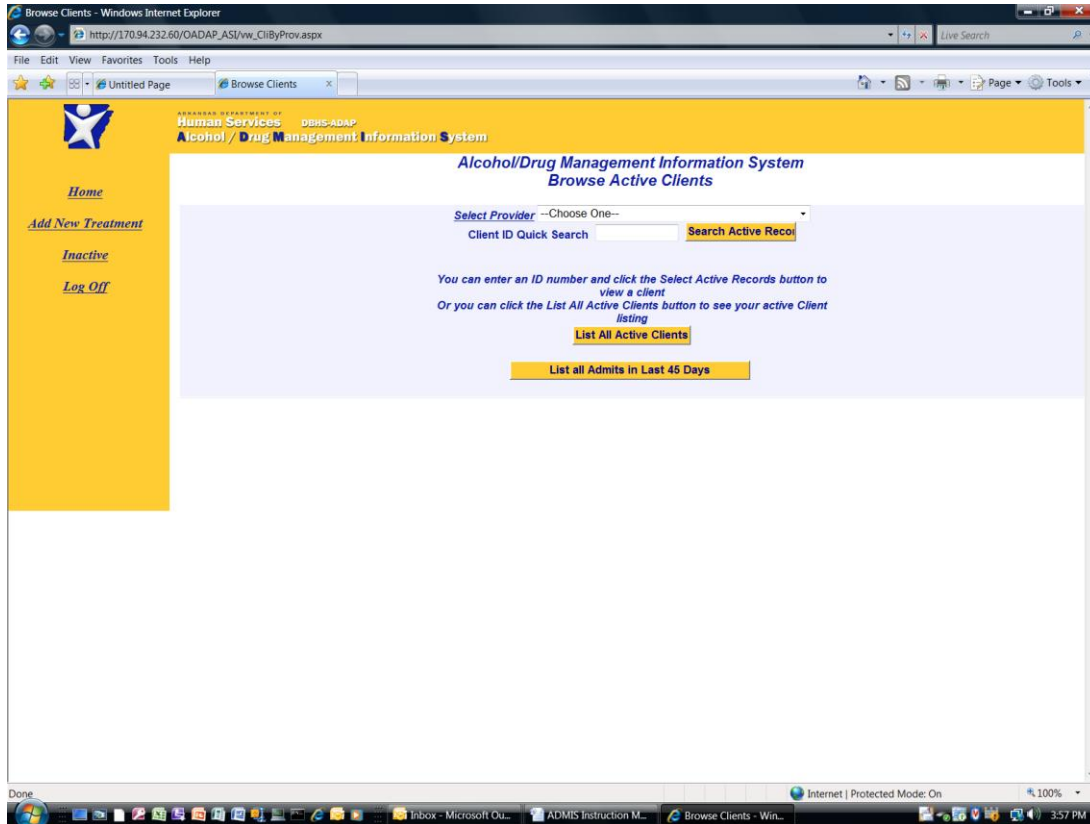 Browse Clients - Windows Internet Explorer
http://170.94.232.60/OADAP_ASI/vw_CliByProv.aspx
Live Search
File Edit View Favorites Tools Help
Untitled Page
Browse Clients x
Page Tools
ARKANSAS DEPARTMENT OF
Human Services DBHS-ADAP
Alcohol / Drug Management Information System
Alcohol/Drug Management Information System
Browse Active Clients
Home
Add New Treatment
Inactive
Log Off
Select Provider --Choose One--
Client ID Quick Search Search Active Recor
You can enter an ID number and click the Select Active Records button to
view a client
Or you can click the List All Active Clients button to see your active Client
listing
List All Active Clients
List all Admits in Last 45 Days
Done
Internet | Protected Mode: On
100%
Inbox - Microsoft Ou...
ADMIS Instruction M...
Browse Clients - Win...
3:57 PM